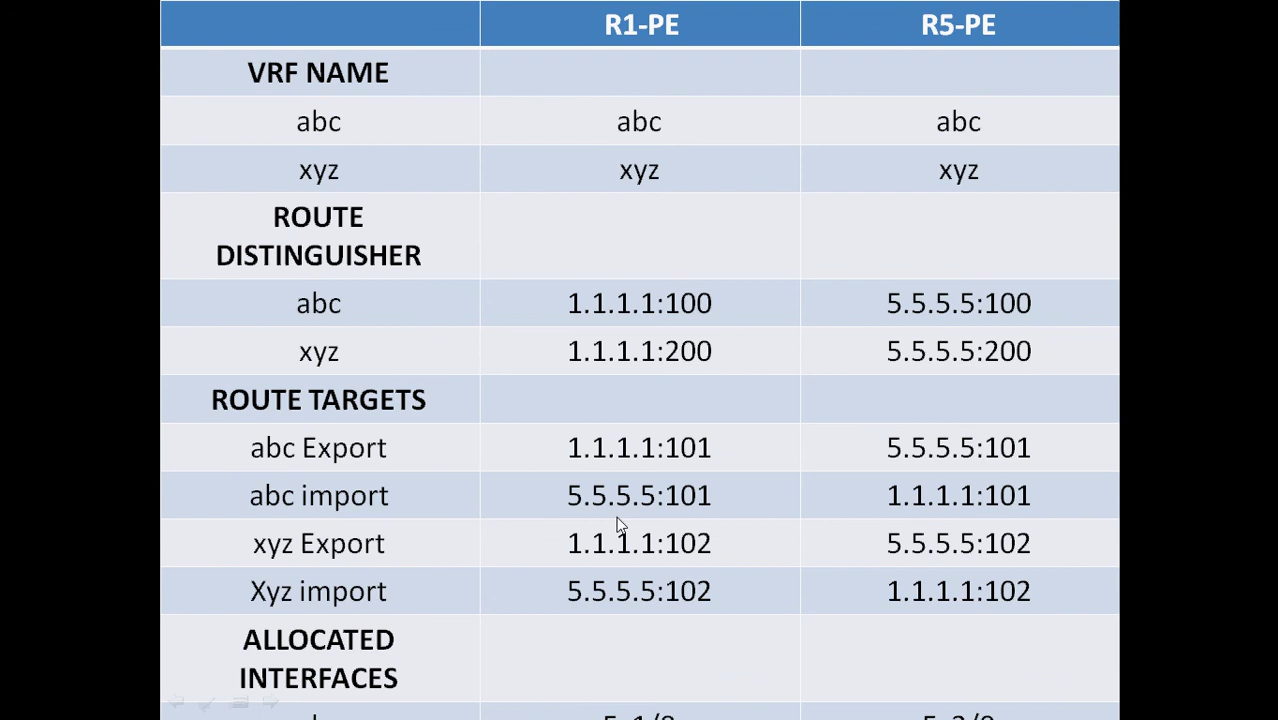 R1-PE R5-PE
VRF NAME
abc abc abc
xyz xyz xyz
ROUTE
DISTINGUISHER
abc 1.1.1.1:100 5.5.5.5:100
xyz 1.1.1.1:200 5.5.5.5:200
ROUTE TARGETS
abc Export 1.1.1.1:101 5.5.5.5:101
abc import 5.5.5.5:101 1.1.1.1:101
xyz Export 1.1.1.1:102 5.5.5.5:102
Xyz import 5.5.5.5:102 1.1.1.1:102
ALLOCATED
INTERFACES